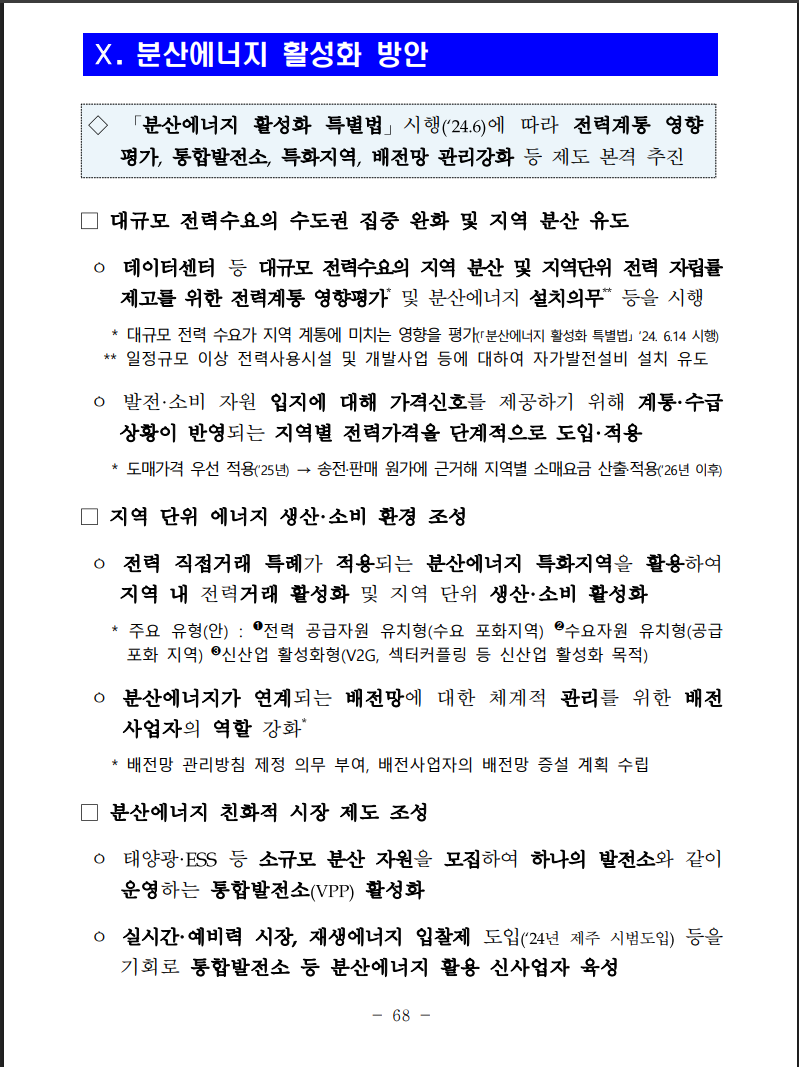 Ⅹ. 분산에너지 활성화 방안
◇ 「분산에너지 활성화 특별법」시행(‘24.6)에 따라 전력계통 영향
평가, 통합발전소, 특화지역, 배전망 관리강화 등 제도 본격 추진
□ 대규모 전력수요의 수도권 집중 완화 및 지역 분산 유도
ㅇ 데이터센터 등 대규모 전력수요의 지역 분산 및 지역단위 전력 자립률
제고를 위한 전력계통 영향평가* 및 분산에너지 설치의무** 등을 시행
* 대규모 전력 수요가 지역 계통에 미치는 영향을 평가(「분산에너지 활성화 특별법」 ‘24. 6.14 시행)
** 일정규모 이상 전력사용시설 및 개발사업 등에 대하여 자가발전설비 설치 유도
ㅇ 발전·소비 자원 입지에 대해 가격신호를 제공하기 위해 계통·수급
상황이 반영되는 지역별 전력가격을 단계적으로 도입·적용
* 도매가격 우선 적용(‘25년) → 송전·판매 원가에 근거해 지역별 소매요금 산출·적용(‘26년 이후)
□ 지역 단위 에너지 생산·소비 환경 조성
ㅇ 전력 직접거래 특례가 적용되는 분산에너지 특화지역을 활용하여
지역 내 전력거래 활성화 및 지역 단위 생산·소비 활성화
* 주요 유형(안) : ❶전력 공급자원 유치형(수요 포화지역) ❷수요자원 유치형(공급
포화 지역) ❸신산업 활성화형(V2G, 섹터커플링 등 신산업 활성화 목적)
ㅇ 분산에너지가 연계되는 배전망에 대한 체계적 관리를 위한 배전
사업자의 역할 강화*
* 배전망 관리방침 제정 의무 부여, 배전사업자의 배전망 증설 계획 수립
□ 분산에너지 친화적 시장 제도 조성
ㅇ 태양광·ESS 등 소규모 분산 자원을 모집하여 하나의 발전소와 같이
운영하는 통합발전소(VPP) 활성화
ㅇ 실시간·예비력 시장, 재생에너지 입찰제 도입(‘24년 제주 시범도입) 등을
기회로 통합발전소 등 분산에너지 활용 신사업자 육성
- 68 -